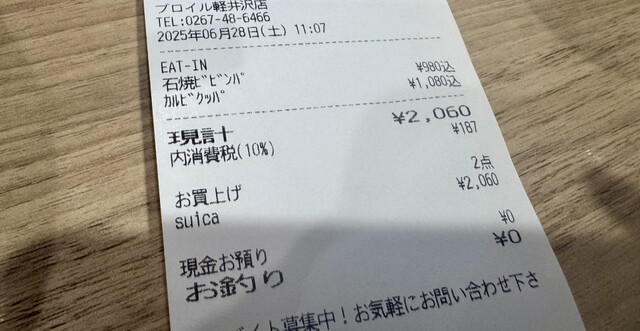 ブロイル軽井沢店
TEL:0267-48-6466
2025年06月28日(土) 11:07
EAT-IN
石焼ﾋﾞﾋﾞﾝﾊﾞ ¥980込
ｶﾙﾋﾞｸｯﾊﾟ ¥1,080込
現計 ¥2,060
内消費税(10%) ¥187
2点
お買上げ ¥2,060
suica
現金お預り ¥0
お釣り ¥0
バイト募集中!お気軽にお問い合わせ下さ